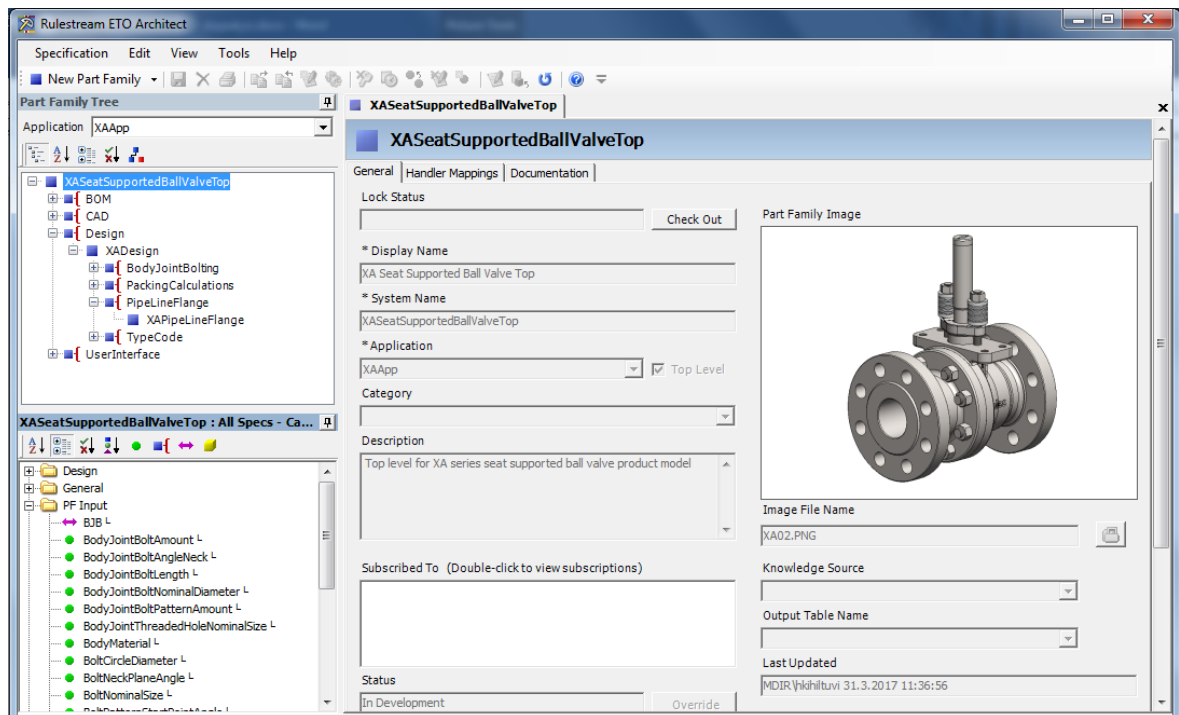 Rulestream ETO Architect
Specification Edit View Tools Help
New Part Family
Part Family Tree
Application XAApp
XASeatSupportedBallValveTop
BOM
CAD
Design
XADesign
BodyJointBolting
PackingCalculations
PipeLineFlange
XAPipeLineFlange
TypeCode
UserInterface
XASeatSupportedBallValveTop : All Specs - Ca...
Design
General
PF Input
BJB L
BodyJointBoltAmount L
BodyJointBoltAngleNeck L
BodyJointBoltLength L
BodyJointBoltNominalDiameter L
BodyJointBoltPatternAmount L
BodyJointThreadedHoleNominalSize L
BodyMaterial L
BoltCircleDiameter L
BoltNeckPlaneAngle L
BoltNominalSize L
BoltPatternStartPointAngle L
XASeatSupportedBallValveTop
XASeatSupportedBallValveTop
General Handler Mappings Documentation
Lock Status
Check Out
* Display Name
XA Seat Supported Ball Valve Top
* System Name
XASeatSupportedBallValveTop
* Application
XAApp Top Level
Category
Description
Top level for XA series seat supported ball valve product model
Subscribed To (Double-click to view subscriptions)
Status
In Development Override
Part Family Image
Image File Name
XA02.PNG
Knowledge Source
Output Table Name
Last Updated
MDIR\hkihiltuvi 31.3.2017 11:36:56